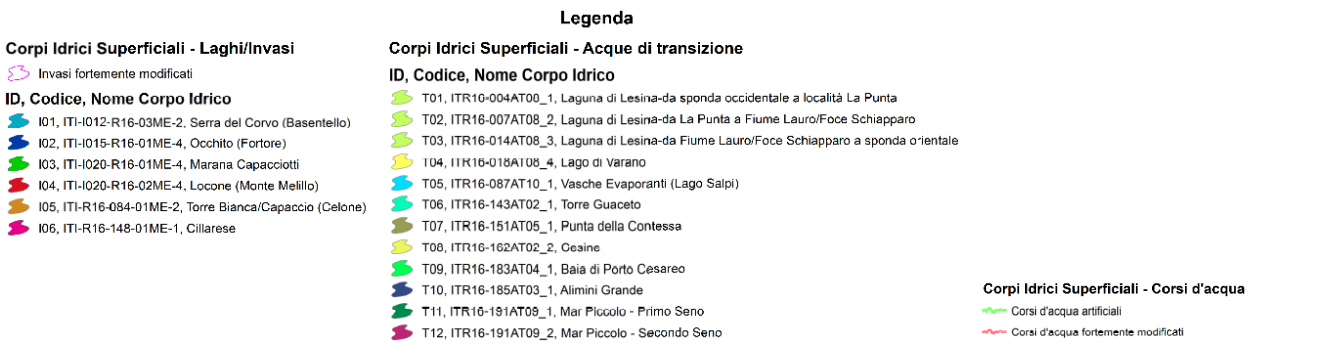 Legenda
Corpi Idrici Superficiali - Laghi/Invasi
Invasi fortemente modificati
ID, Codice, Nome Corpo Idrico
I01, ITI-I012-R16-03ME-2, Serra del Corvo (Basentello)
I02, ITI-I015-R16-01ME-4, Occhito (Fortore)
I03, ITI-I020-R16-01ME-4, Marana Capacciotti
I04, ITI-I020-R16-02ME-4, Locone (Monte Melillo)
I05, ITI-R16-084-01ME-2, Torre Bianca/Capaccio (Celone)
I06, ITI-R16-148-01ME-1, Cillarese
Corpi Idrici Superficiali - Acque di transizione
ID, Codice, Nome Corpo Idrico
T01, ITR16-004AT08_1, Laguna di Lesina-da sponda occidentale a località La Punta
T02, ITR16-007AT08_2, Laguna di Lesina-da La Punta a Fiume Lauro/Foce Schiapparo
T03, ITR16-014AT08_3, Laguna di Lesina-da Fiume Lauro/Foce Schiapparo a sponda orientale
T04, ITR16-018AT08_4, Lago di Varano
T05, ITR16-087AT10_1, Vasche Evaporanti (Lago Salpi)
T06, ITR16-143AT02_1, Torre Guaceto
T07, ITR16-151AT05_1, Punta della Contessa
T08, ITR16-162AT02_2, Cesine
T09, ITR16-183AT04_1, Baia di Porto Cesareo
T10, ITR16-185AT03_1, Alimini Grande
T11, ITR16-191AT09_1, Mar Piccolo - Primo Seno
T12, ITR16-191AT09_2, Mar Piccolo - Secondo Seno
Corpi Idrici Superficiali - Corsi d'acqua
Corsi d'acqua artificiali
Corsi d'acqua fortemente modificati